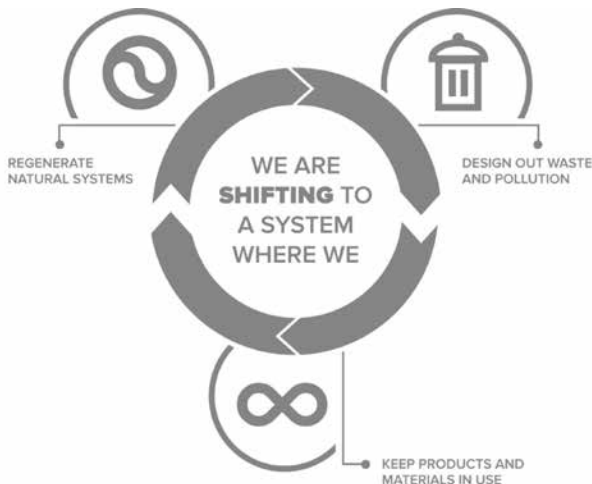 WE ARE
SHIFTING TO
A SYSTEM
WHERE WE
REGENERATE
NATURAL SYSTEMS
DESIGN OUT WASTE
AND POLLUTION
KEEP PRODUCTS AND
MATERIALS IN USE